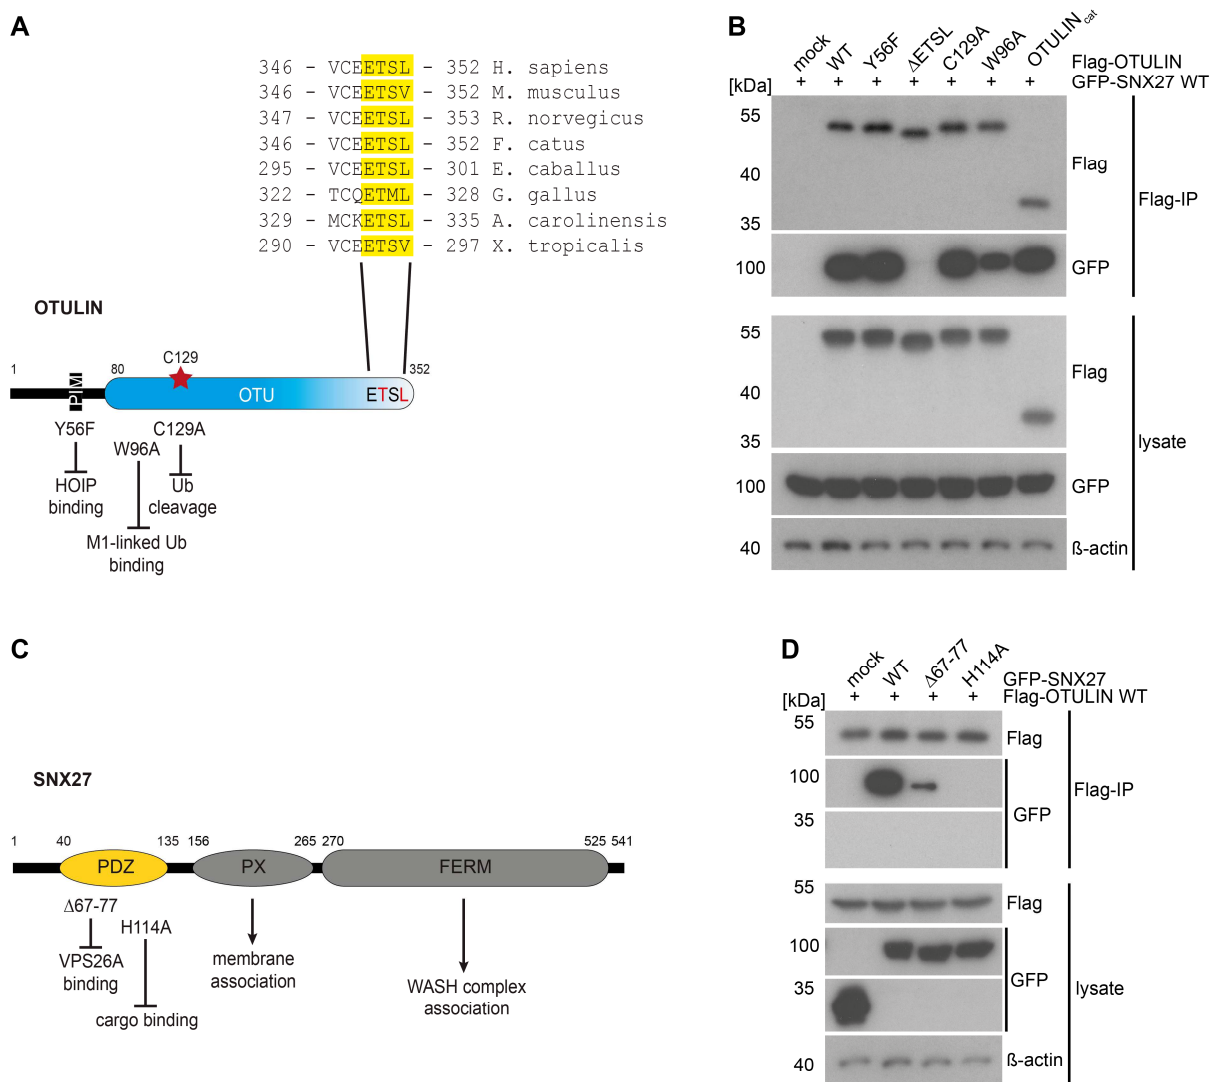 A
346 - VCEETSL - 352 H. sapiens
346 - VCEETSV - 352 M. musculus
347 - VCEETSL - 353 R. norvegicus
346 - VCEETSL - 352 F. catus
295 - VCEETSL - 301 E. caballus
322 - TCQETML - 328 G. gallus
329 - MCKETSL - 335 A. carolinensis
290 - VCEETSV - 297 X. tropicalis
OTULIN
1 80 C129 352
PIM OTU ETSL
Y56F W96A C129A
HOIP binding
Ub cleavage
M1-linked Ub binding
B
mock WT Y56F ΔETSL C129A W96A OTULINcat Flag-OTULIN
[kDa] + + + + + + + GFP-SNX27 WT
55
40 Flag
35
Flag-IP
100 GFP
55
40 Flag
35
lysate
100 GFP
40 ß-actin
C
SNX27
1 40 135 156 265 270 525 541
PDZ PX FERM
Δ67-77
H114A
VPS26A binding
cargo binding
membrane association
WASH complex association
D
mock WT Δ67-77 H114A GFP-SNX27
[kDa] + + + + Flag-OTULIN WT
55 Flag
100
35 GFP
Flag-IP
55 Flag
100
35 GFP
lysate
40 ß-actin